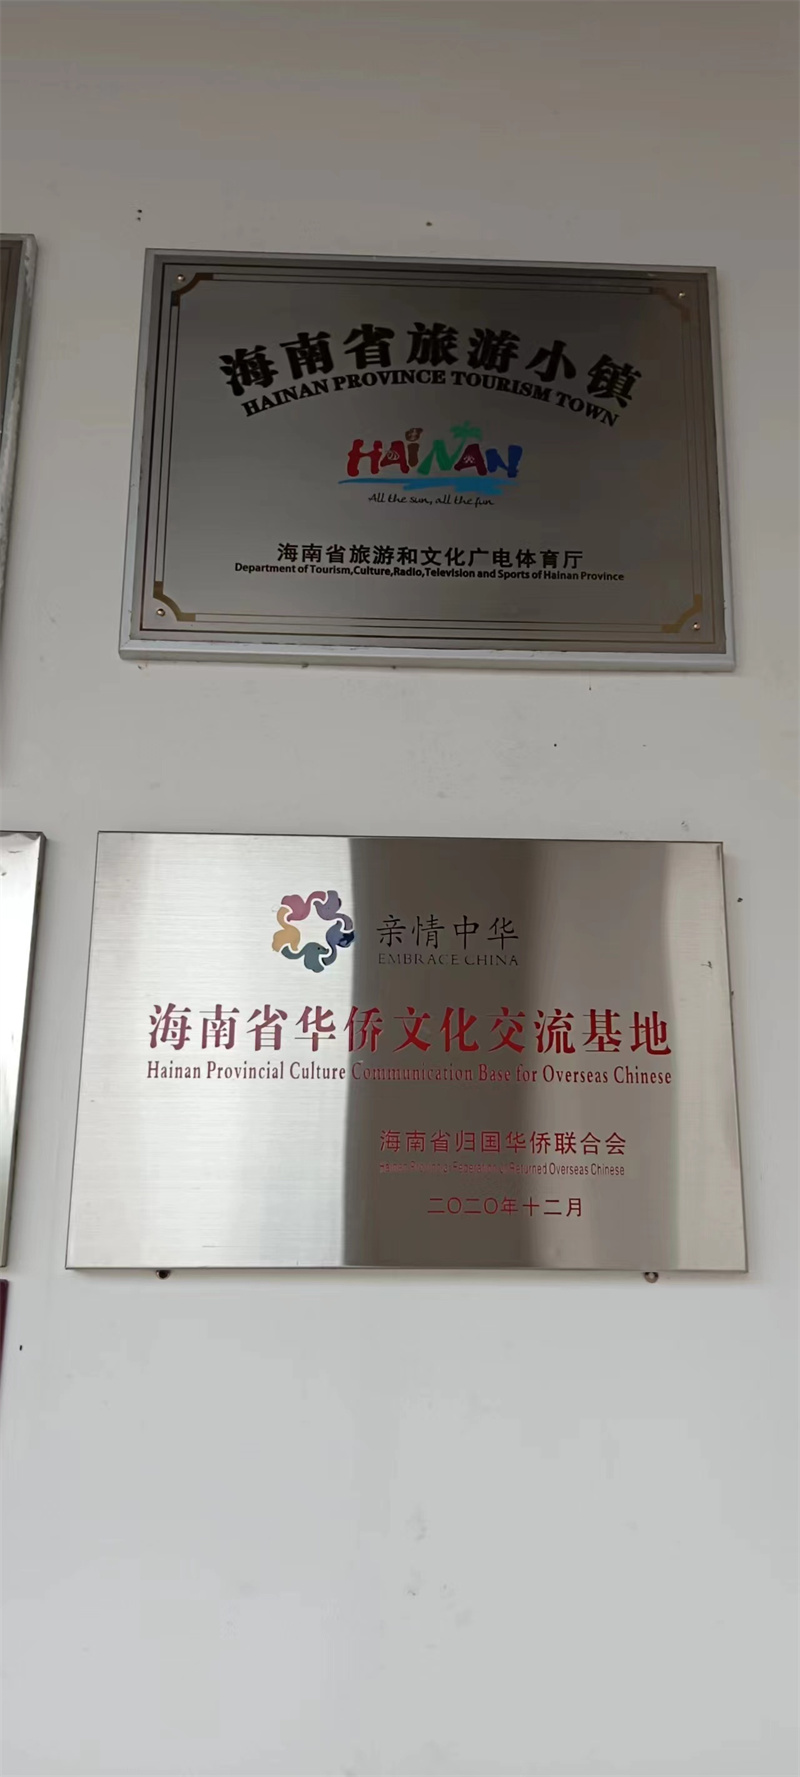 海南省旅游小镇
HAINAN PROVINCE TOURISM TOWN
HAiNAN
All the sun, all the fun
海南省旅游和文化广电体育厅
Department of Tourism,Culture,Radio,Television and Sports of Hainan Province
亲情中华
EMBRACE CHINA
海南省华侨文化交流基地
Hainan Provincial Culture Communication Base for Overseas Chinese
海南省归国华侨联合会
Hainan Provincial Federation of Returned Overseas Chinese
二〇二〇年十二月